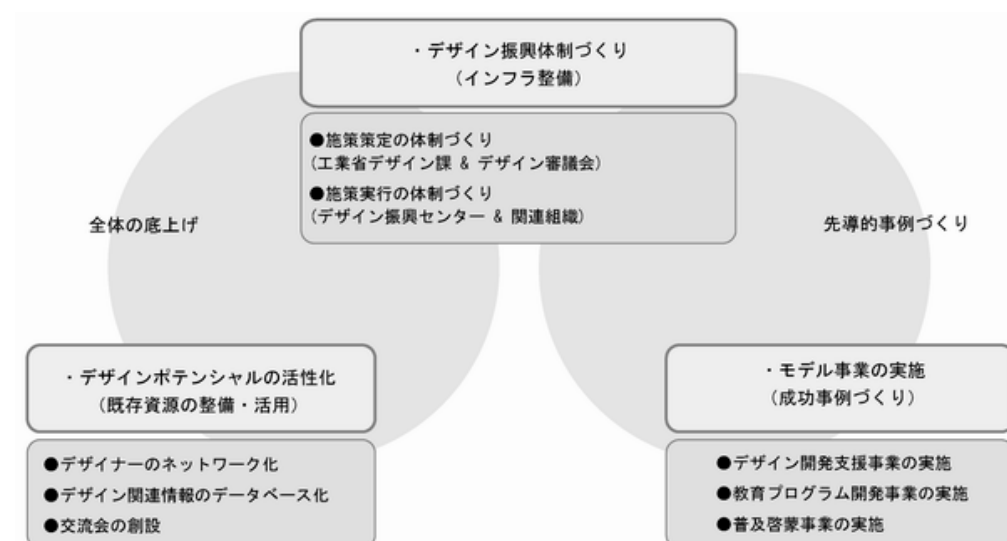 ・デザイン振興体制づくり
（インフラ整備）
●施策策定の体制づくり
(工業省デザイン課 & デザイン審議会)
●施策実行の体制づくり
(デザイン振興センター & 関連組織)
全体の底上げ
先導的事例づくり
・デザインポテンシャルの活性化
（既存資源の整備・活用）
●デザイナーのネットワーク化
●デザイン関連情報のデータベース化
●交流会の創設
・モデル事業の実施
（成功事例づくり）
●デザイン開発支援事業の実施
●教育プログラム開発事業の実施
●普及啓蒙事業の実施